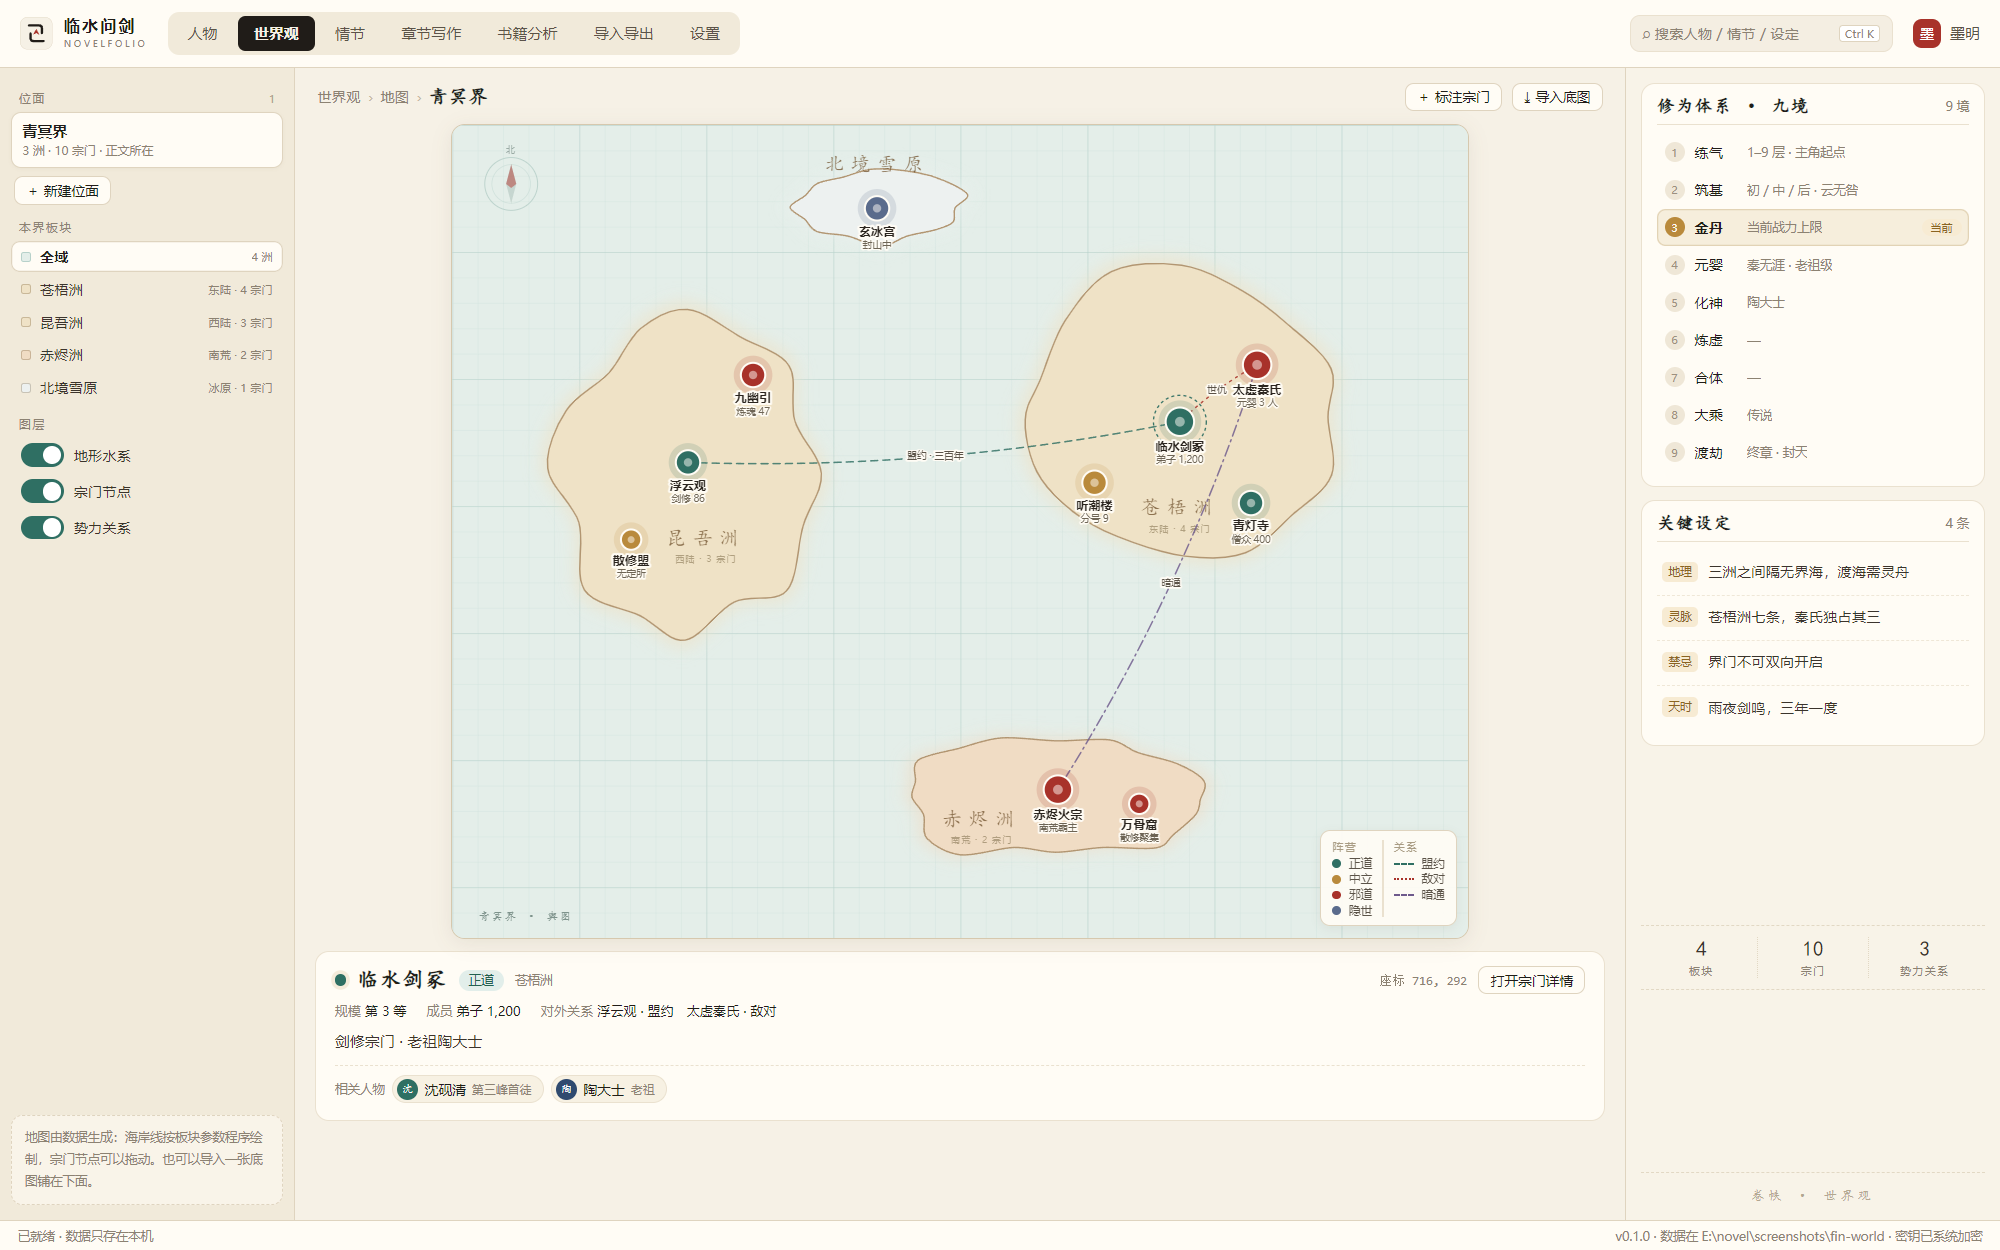 临水问剑
NOVELFOLIO
人物 世界观 情节 章节写作 书籍分析 导入导出 设置
搜索人物 / 情节 / 设定 Ctrl K
墨 墨明
位面 1
青冥界
3 洲 · 10 宗门 · 正文所在
+ 新建位面
本界板块
全域 4 洲
苍梧洲 东陆 · 4 宗门
昆吾洲 西陆 · 3 宗门
赤烬洲 南荒 · 2 宗门
北境雪原 冰原 · 1 宗门
图层
地形水系
宗门节点
势力关系
地图由数据生成：海岸线按板块参数程序绘
制，宗门节点可以拖动。也可以导入一张底
图铺在下面。
世界观 › 地图 › 青冥界
+ 标注宗门
⤓ 导入底图
北
北境雪原
玄冰宫
封山中
九幽引
炼魂 47
浮云观
剑修 86
散修盟
无定所
昆吾洲
西陆 · 3 宗门
盟约 · 三百年
世仇
太虚秦氏
元婴 3 人
临水剑冢
弟子 1,200
听潮楼
分号 9
苍梧洲
东陆 · 4 宗门
青灯寺
僧众 400
暗通
赤烬洲
南荒 · 2 宗门
赤烬火宗
南荒霸主
万骨窟
散修聚集
青冥界 · 舆图
阵营 关系
正道 盟约
中立 敌对
邪道 暗通
隐世
临水剑冢 正道 苍梧洲
座标 716, 292 打开宗门详情
规模 第 3 等 成员 弟子 1,200 对外关系 浮云观 · 盟约 太虚秦氏 · 敌对
剑修宗门 · 老祖陶大士
相关人物 沈 沈砚清 第三峰首徒 陶 陶大士 老祖
修为体系 · 九境 9 境
1 练气 1–9 层 · 主角起点
2 筑基 初 / 中 / 后 · 云无咎
3 金丹 当前战力上限 当前
4 元婴 秦无涯 · 老祖级
5 化神 陶大士
6 炼虚 —
7 合体 —
8 大乘 传说
9 渡劫 终章 · 封天
关键设定 4 条
地理 三洲之间隔无界海，渡海需灵舟
灵脉 苍梧洲七条，秦氏独占其三
禁忌 界门不可双向开启
天时 雨夜剑鸣，三年一度
4 10 3
板块 宗门 势力关系
卷帙 · 世界观
已就绪 · 数据只存在本机
v0.1.0 · 数据在 E:\novel\screenshots\fin-world · 密钥已系统加密